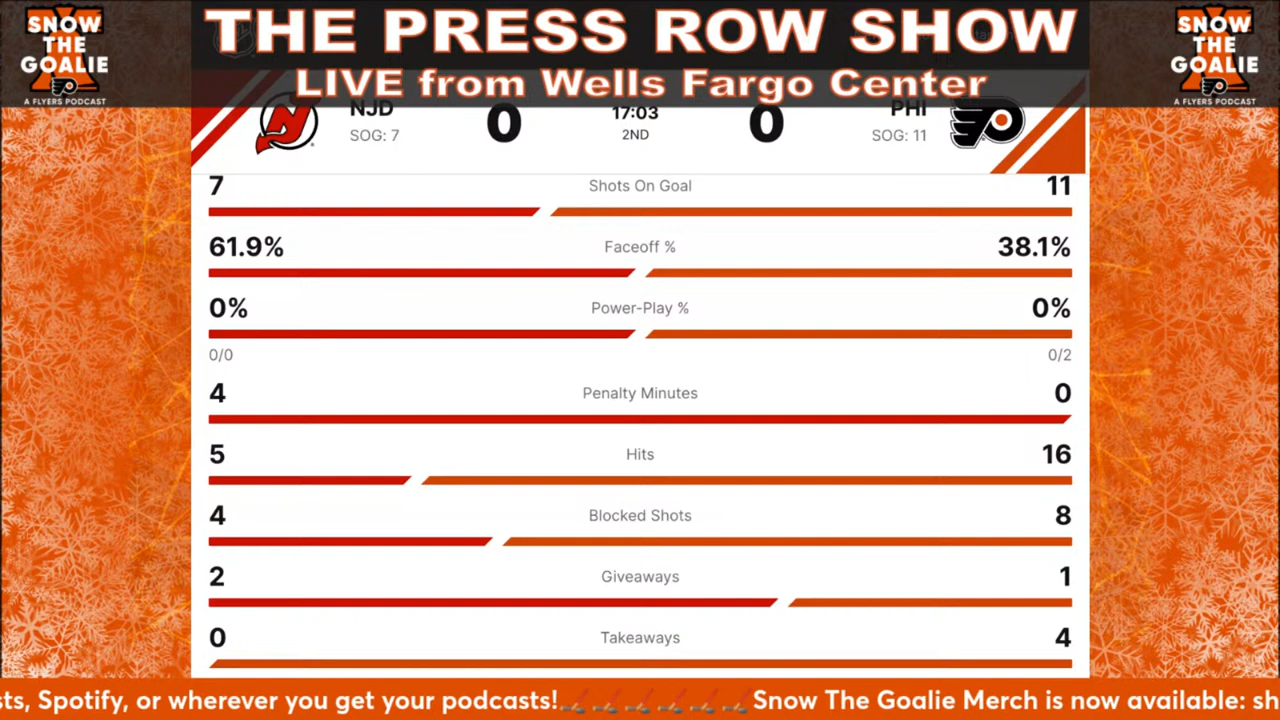 SNOW
THE
GOALIE
A FLYERS PODCAST
THE PRESS ROW SHOW
LIVE from Wells Fargo Center
SNOW
THE
GOALIE
A FLYERS PODCAST
NJD
SOG: 7
0
17:03
2ND
0
PHI
SOG: 11
7 Shots On Goal 11
61.9% Faceoff % 38.1%
0% Power-Play % 0%
0/0 0/2
4 Penalty Minutes 0
5 Hits 16
4 Blocked Shots 8
2 Giveaways 1
0 Takeaways 4
sts, Spotify, or wherever you get your podcasts! Snow The Goalie Merch is now available: sh